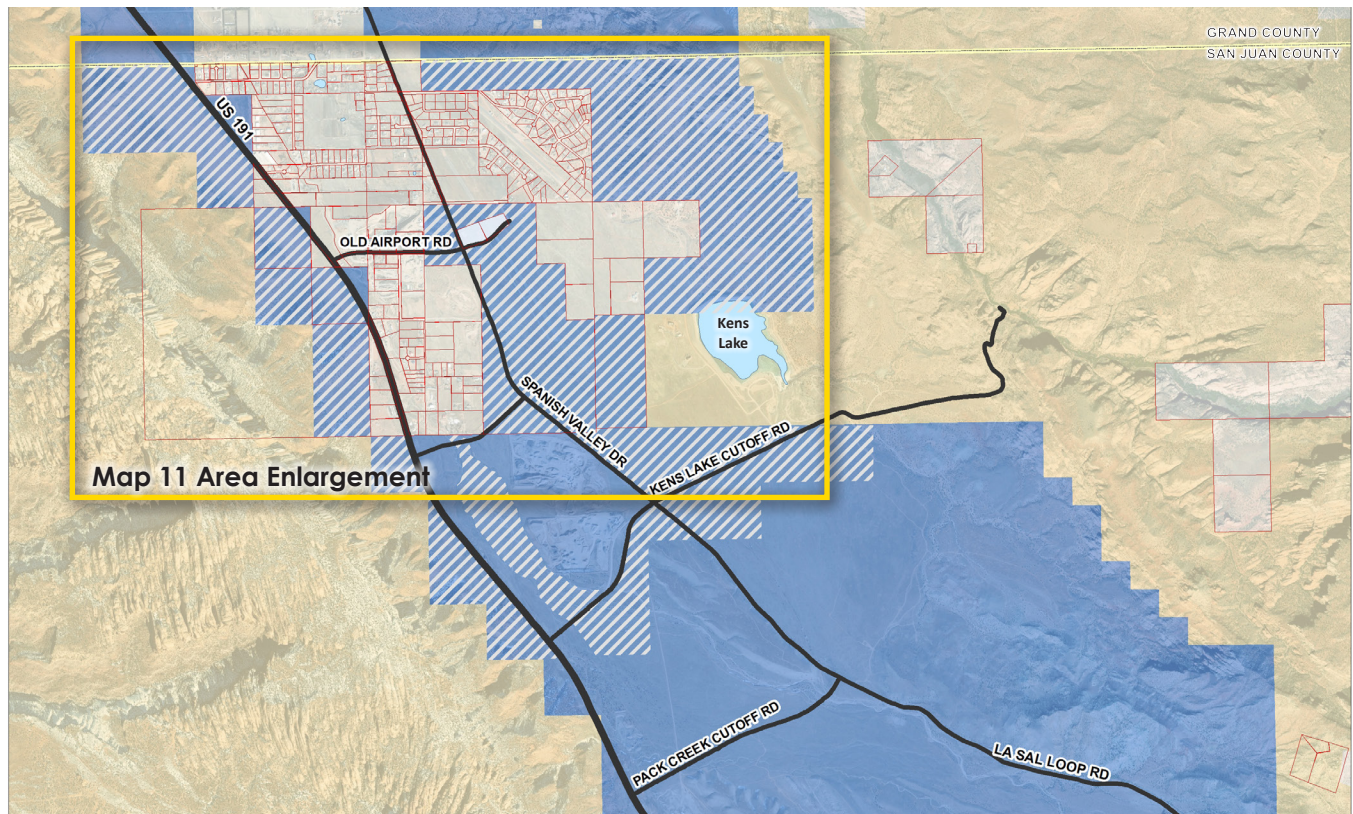 GRAND COUNTY
SAN JUAN COUNTY
US 191
OLD AIRPORT RD
Kens
Lake
SPANISH VALLEY DR
KENS LAKE CUTOFF RD
Map 11 Area Enlargement
PACK CREEK CUTOFF RD
LA SAL LOOP RD